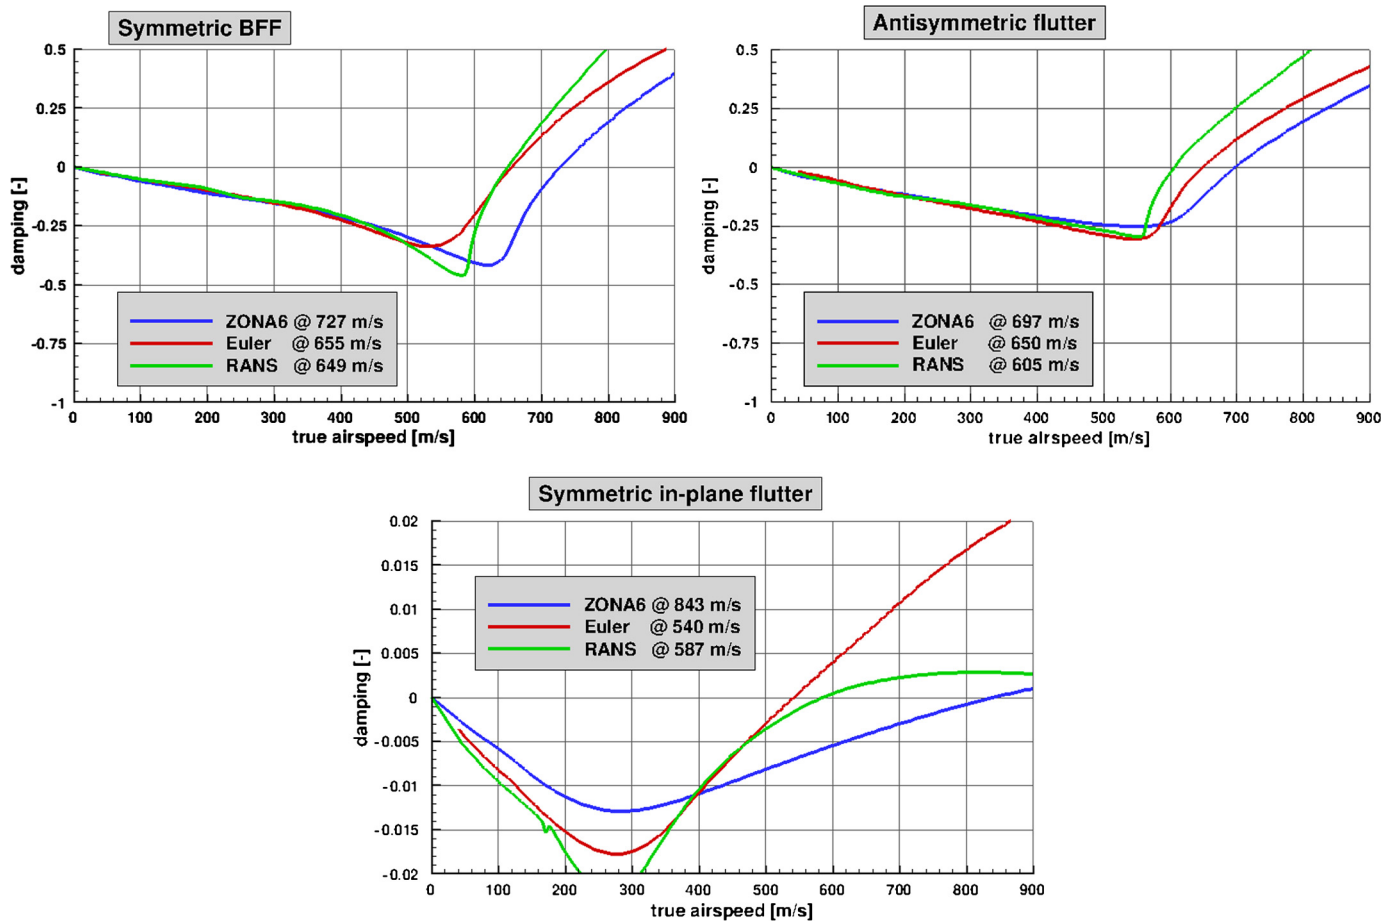 Symmetric BFF
0.5
0.25
0
-0.25
-0.5
-0.75
-1
damping [-]
ZONA6 @ 727 m/s
Euler @ 655 m/s
RANS @ 649 m/s
0 100 200 300 400 500 600 700 800 900
true airspeed [m/s]
Antisymmetric flutter
0.5
0.25
0
-0.25
-0.5
-0.75
-1
damping [-]
ZONA6 @ 697 m/s
Euler @ 650 m/s
RANS @ 605 m/s
0 100 200 300 400 500 600 700 800 900
true airspeed [m/s]
Symmetric in-plane flutter
0.02
0.015
0.01
0.005
0
-0.005
-0.01
-0.015
-0.02
damping [-]
ZONA6 @ 843 m/s
Euler @ 540 m/s
RANS @ 587 m/s
0 100 200 300 400 500 600 700 800 900
true airspeed [m/s]